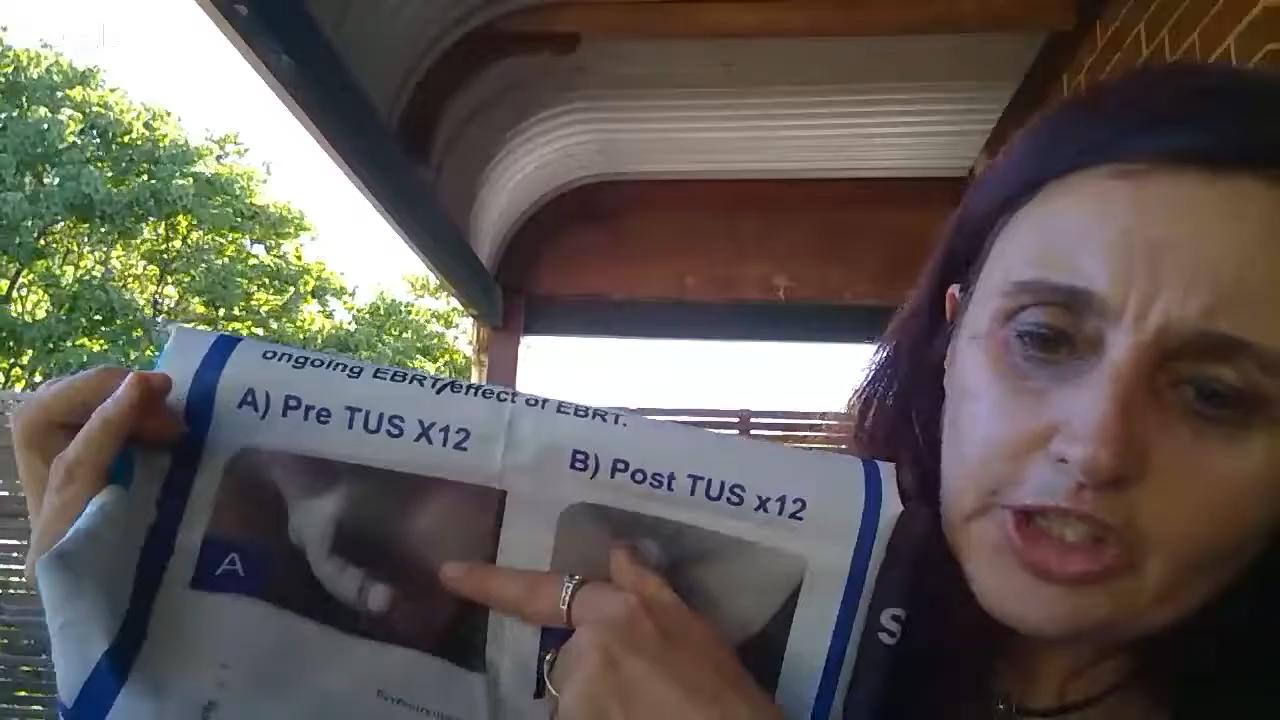 ongoing EBRT/effect of EBRT.
A) Pre TUS X12
B) Post TUS x12
A
S